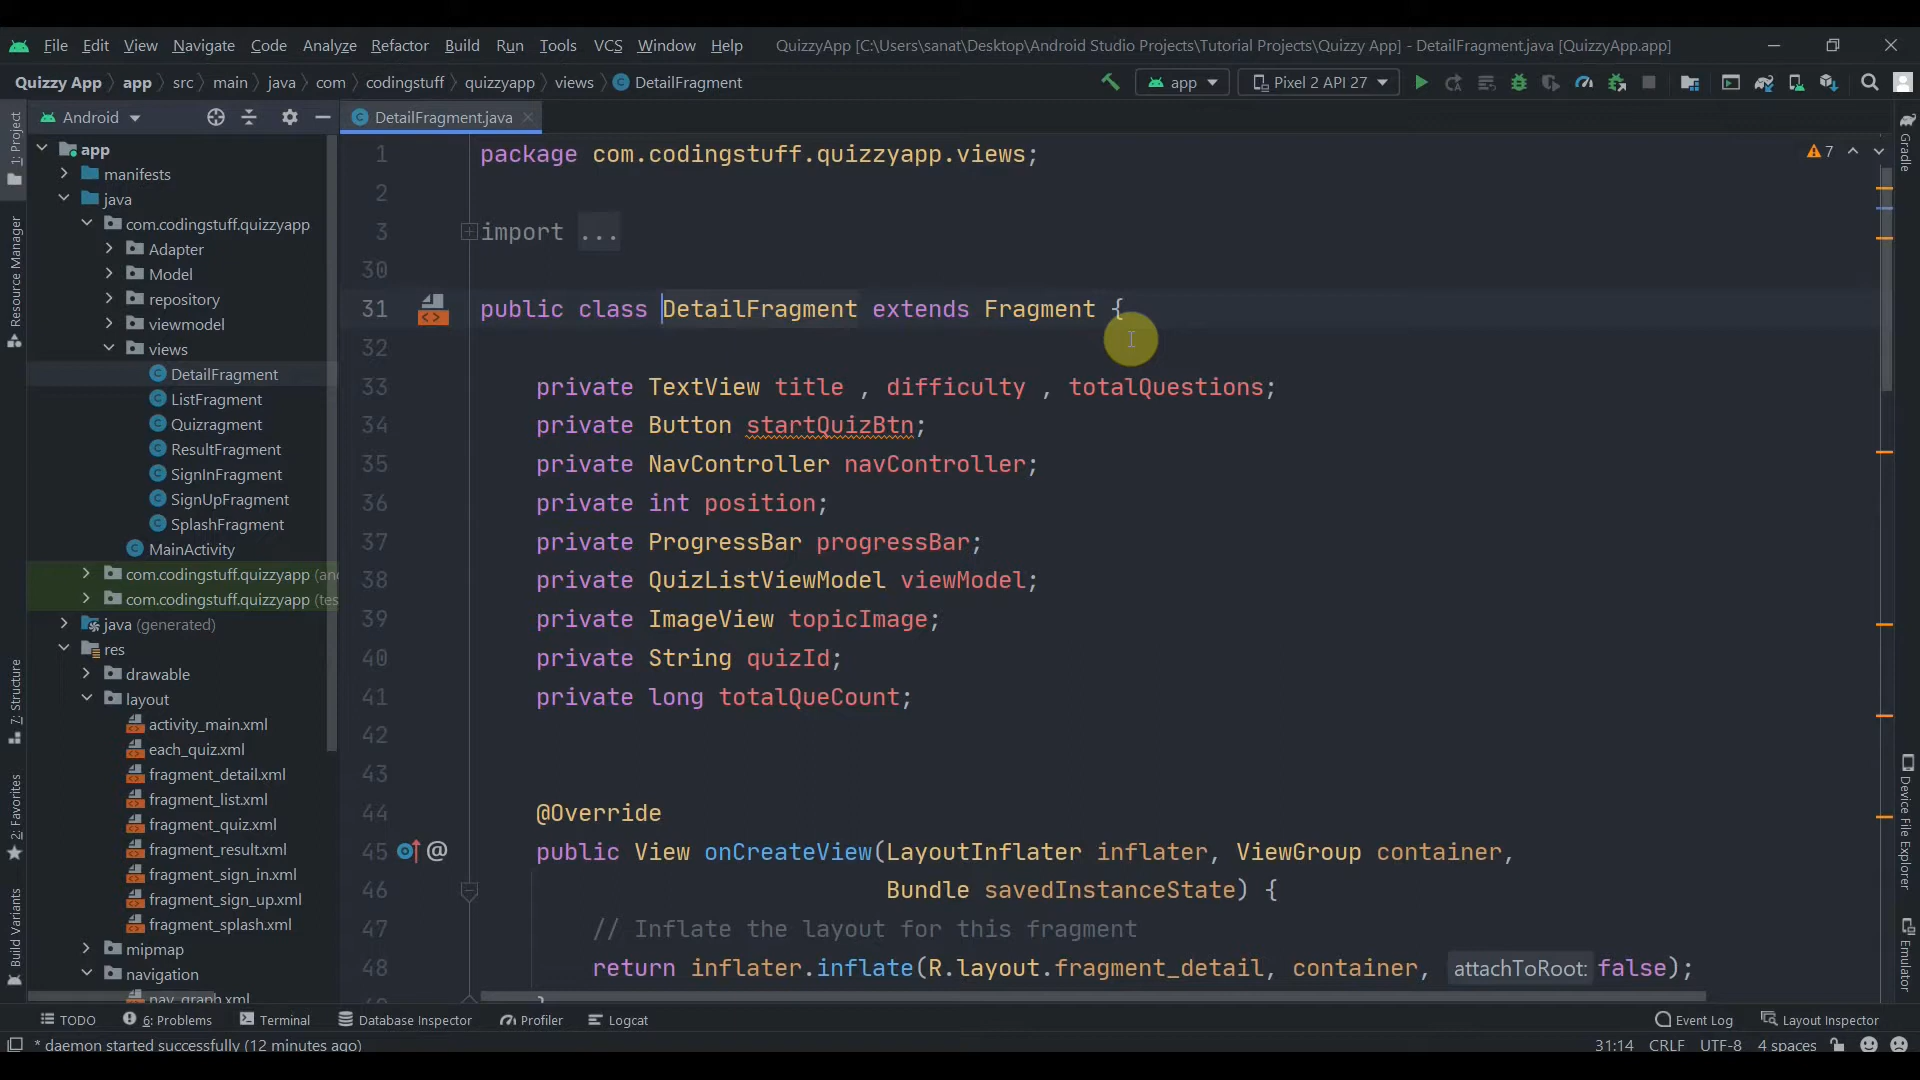 File Edit View Navigate Code Analyze Refactor Build Run Tools VCS Window Help QuizzyApp [C:\Users\sanat\Desktop\Android Studio Projects\Tutorial Projects\Quizzy App] - DetailFragment.java [QuizzyApp.app]
Quizzy App app src main java com codingstuff quizzyapp views DetailFragment app Pixel 2 API 27
Android
DetailFragment.java
1: Project
Resource Manager
7: Structure
2: Favorites
Build Variants
app
manifests
java
com.codingstuff.quizzyapp
Adapter
Model
repository
viewmodel
views
DetailFragment
ListFragment
Quizragment
ResultFragment
SignInFragment
SignUpFragment
SplashFragment
MainActivity
com.codingstuff.quizzyapp (an
com.codingstuff.quizzyapp (tes
java (generated)
res
drawable
layout
activity_main.xml
each_quiz.xml
fragment_detail.xml
fragment_list.xml
fragment_quiz.xml
fragment_result.xml
fragment_sign_in.xml
fragment_sign_up.xml
fragment_splash.xml
mipmap
navigation
nav_graph.xml
7
1 package com.codingstuff.quizzyapp.views;
2
3 import ...
30
31 public class DetailFragment extends Fragment {
32
33 private TextView title , difficulty , totalQuestions;
34 private Button startQuizBtn;
35 private NavController navController;
36 private int position;
37 private ProgressBar progressBar;
38 private QuizListViewModel viewModel;
39 private ImageView topicImage;
40 private String quizId;
41 private long totalQueCount;
42
43
44 @Override
45 @ public View onCreateView(LayoutInflater inflater, ViewGroup container,
46 Bundle savedInstanceState) {
47 // Inflate the layout for this fragment
48 return inflater.inflate(R.layout.fragment_detail, container, attachToRoot: false);
Gradle
Device File Explorer
Emulator
TODO 6: Problems Terminal Database Inspector Profiler Logcat Event Log Layout Inspector
* daemon started successfully (12 minutes ago) 31:14 CRLF UTF-8 4 spaces